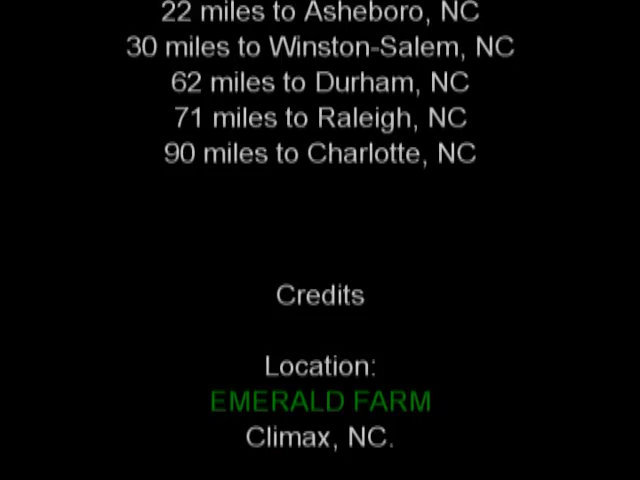 22 miles to Asheboro, NC
30 miles to Winston-Salem, NC
62 miles to Durham, NC
71 miles to Raleigh, NC
90 miles to Charlotte, NC
Credits
Location:
EMERALD FARM
Climax, NC.